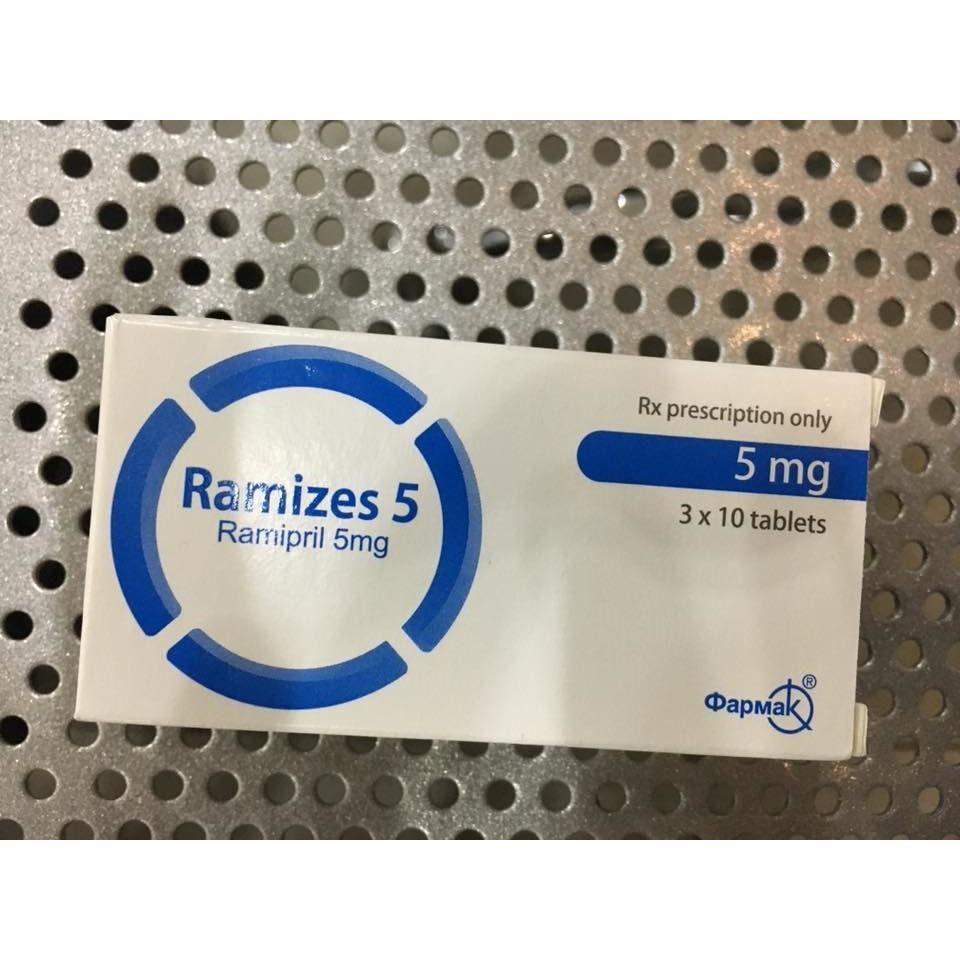 Ramizes 5
Ramipril 5mg
Rx prescription only
5 mg
3 x 10 tablets
Фармак®